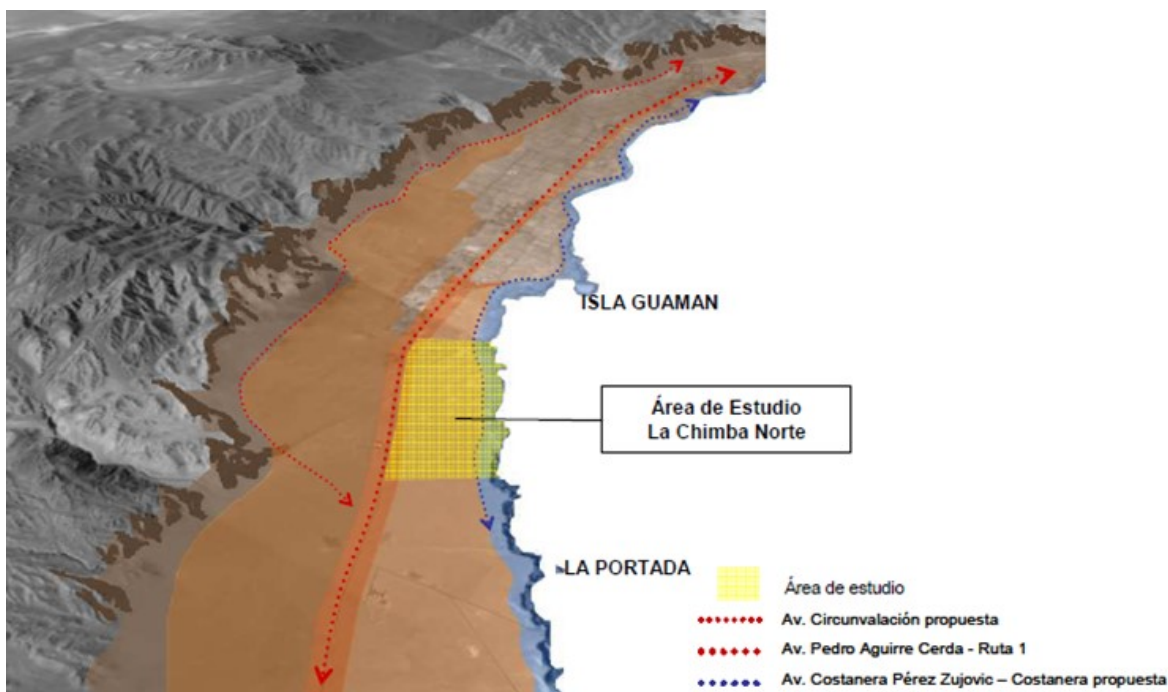 ISLA GUAMAN
Área de Estudio
La Chimba Norte
LA PORTADA
Área de estudio
Av. Circunvalación propuesta
Av. Pedro Aguirre Cerda - Ruta 1
Av. Costanera Pérez Zujovic – Costanera propuesta